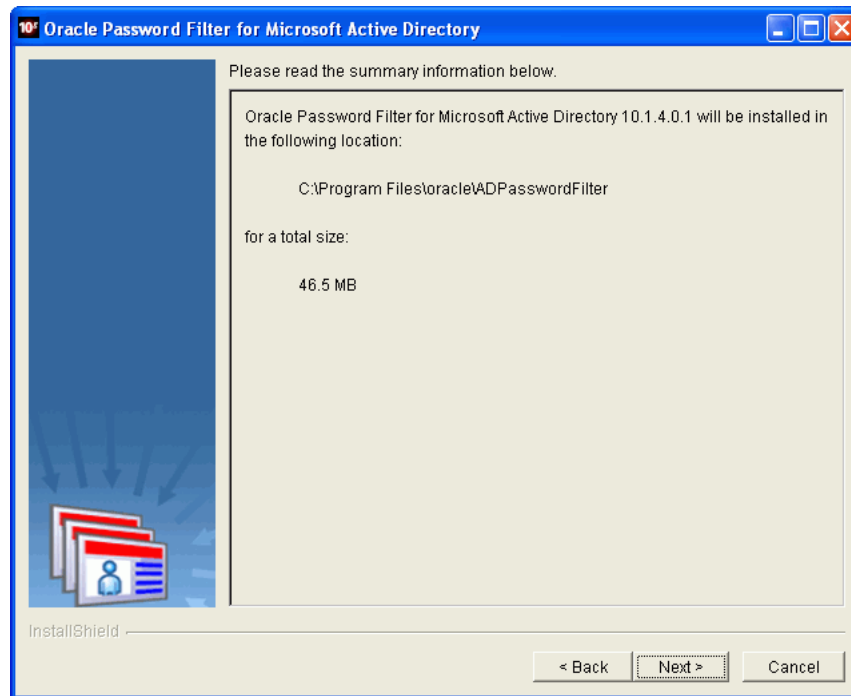 10g Oracle Password Filter for Microsoft Active Directory
Please read the summary information below.
Oracle Password Filter for Microsoft Active Directory 10.1.4.0.1 will be installed in
the following location:
C:\Program Files\oracle\ADPasswordFilter
for a total size:
46.5 MB
InstallShield
< Back Next > Cancel